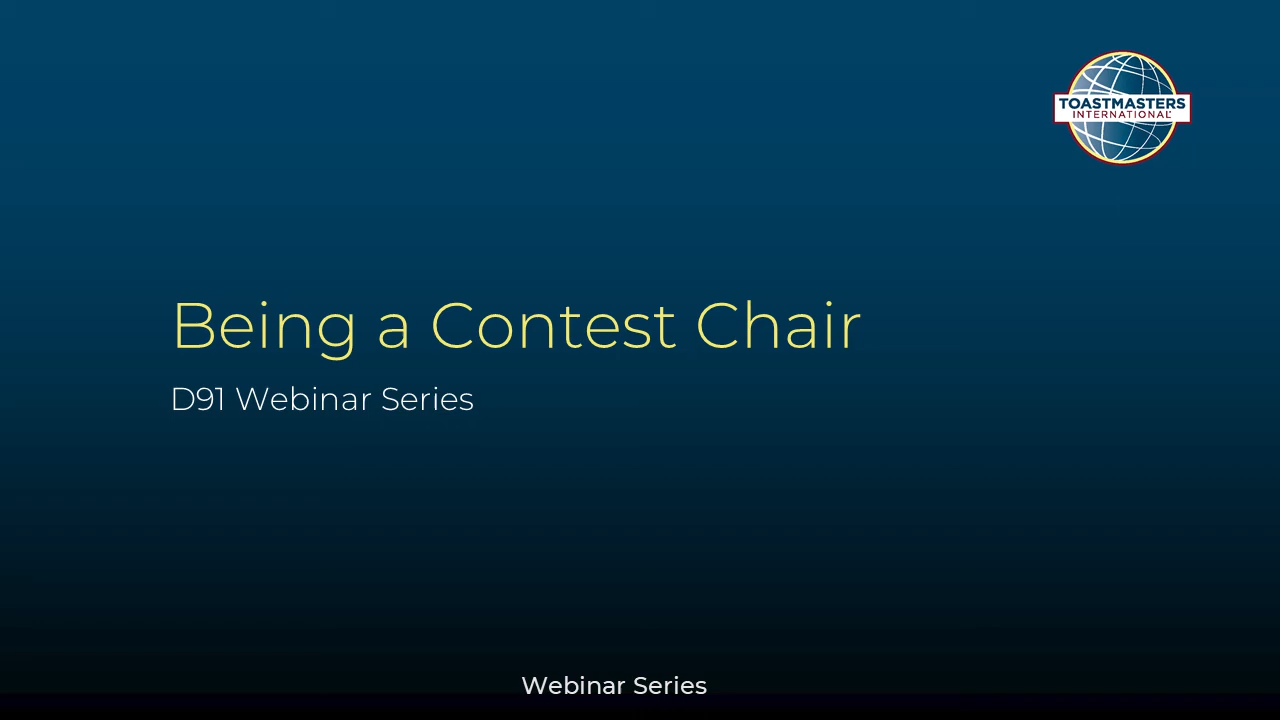 TOASTMASTERS
INTERNATIONAL
Being a Contest Chair
D91 Webinar Series
Webinar Series